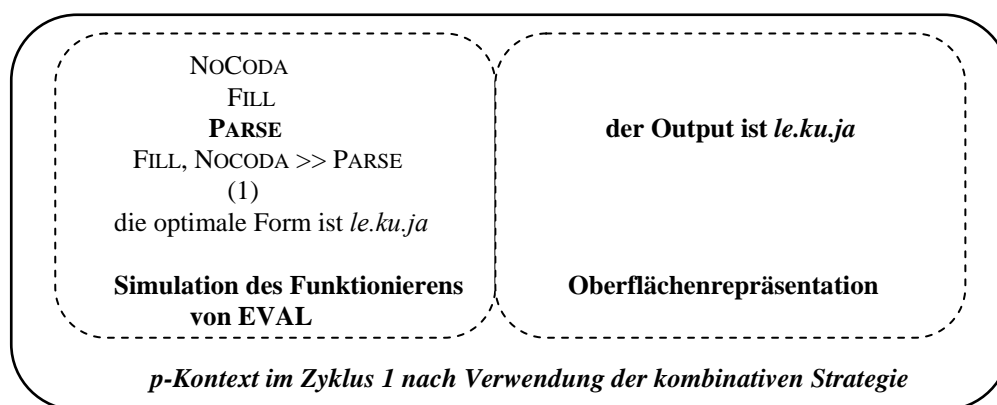 NOCODA
FILL
PARSE
FILL, NOCODA >> PARSE
(1)
die optimale Form ist le.ku.ja
Simulation des Funktionierens
von EVAL
der Output ist le.ku.ja
Oberflächenrepräsentation
p-Kontext im Zyklus 1 nach Verwendung der kombinativen Strategie